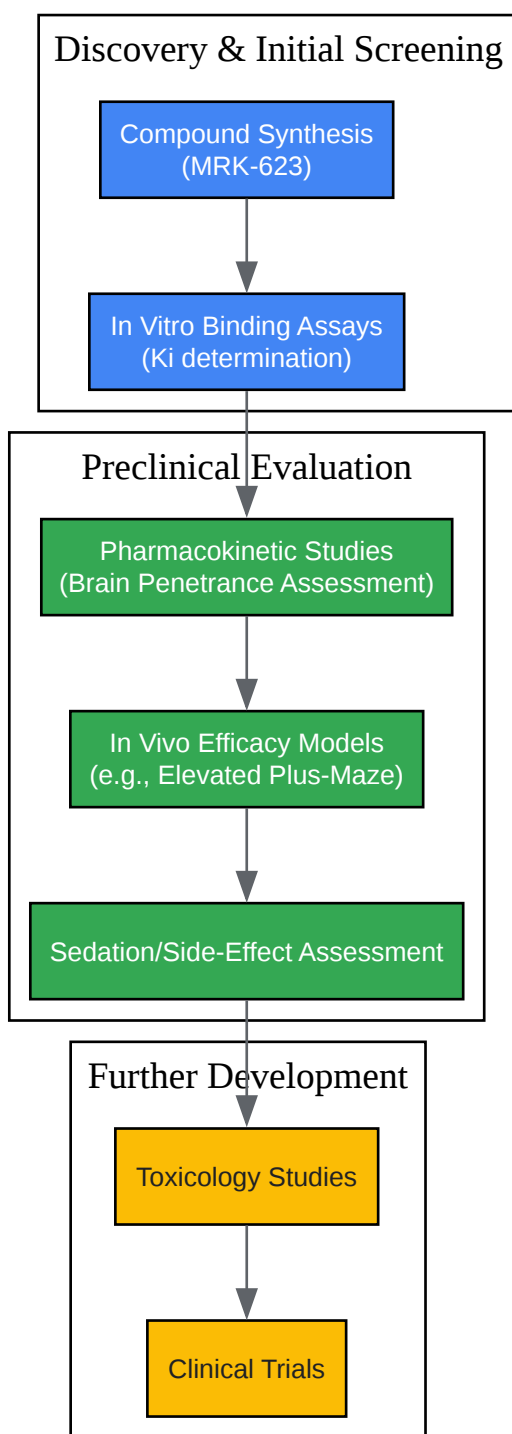 Discovery & Initial Screening
Compound Synthesis
(MRK-623)
In Vitro Binding Assays
(Ki determination)
Preclinical Evaluation
Pharmacokinetic Studies
(Brain Penetrance Assessment)
In Vivo Efficacy Models
(e.g., Elevated Plus-Maze)
Sedation/Side-Effect Assessment
Further Development
Toxicology Studies
Clinical Trials